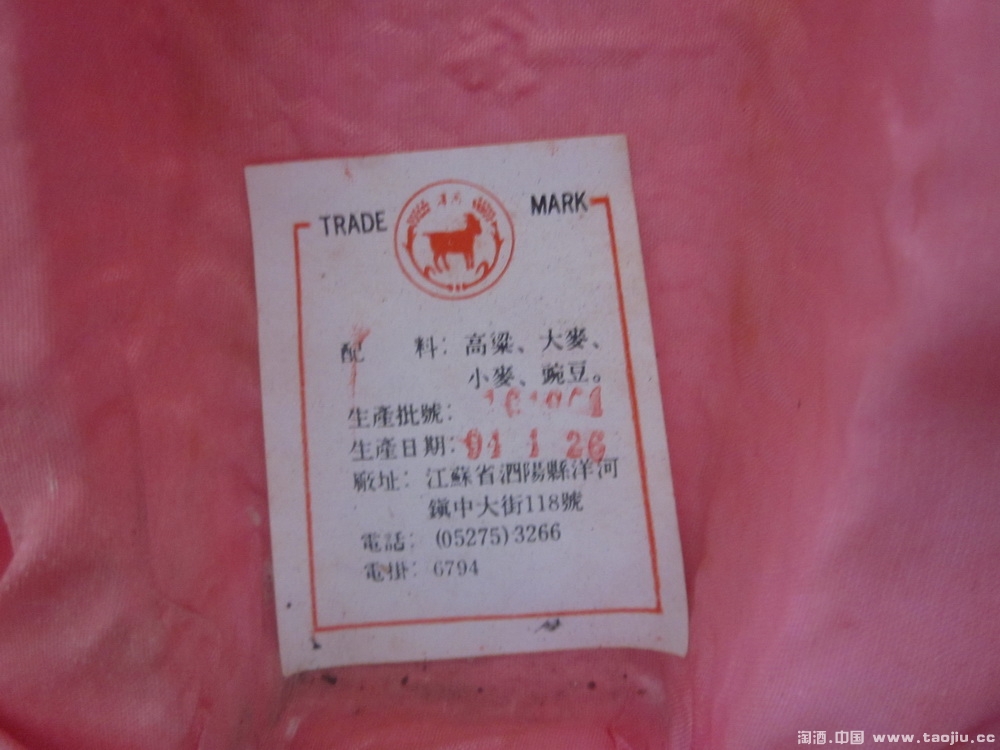 TRADE MARK
配 料：高粱、大麥、
小麥、豌豆。
生產批號：
生產日期：94 1 26
廠址：江蘇省泗陽縣洋河
鎮中大街118號
電話：(05275)3266
電掛：6794
淘酒.中国 www.taojiu.cc